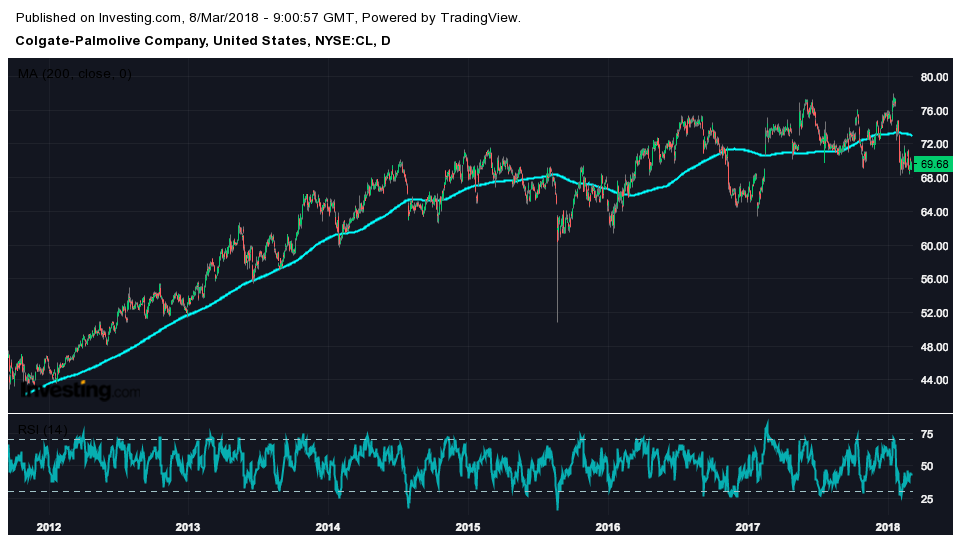 Published on Investing.com, 8/Mar/2018 - 9:00:57 GMT, Powered by TradingView.
Colgate-Palmolive Company, United States, NYSE:CL, D
MA (200, close, 0)
80.00
76.00
72.00
69.68
68.00
64.00
60.00
56.00
52.00
48.00
44.00
Investing.com
RSI (14)
75
50
25
2012 2013 2014 2015 2016 2017 2018